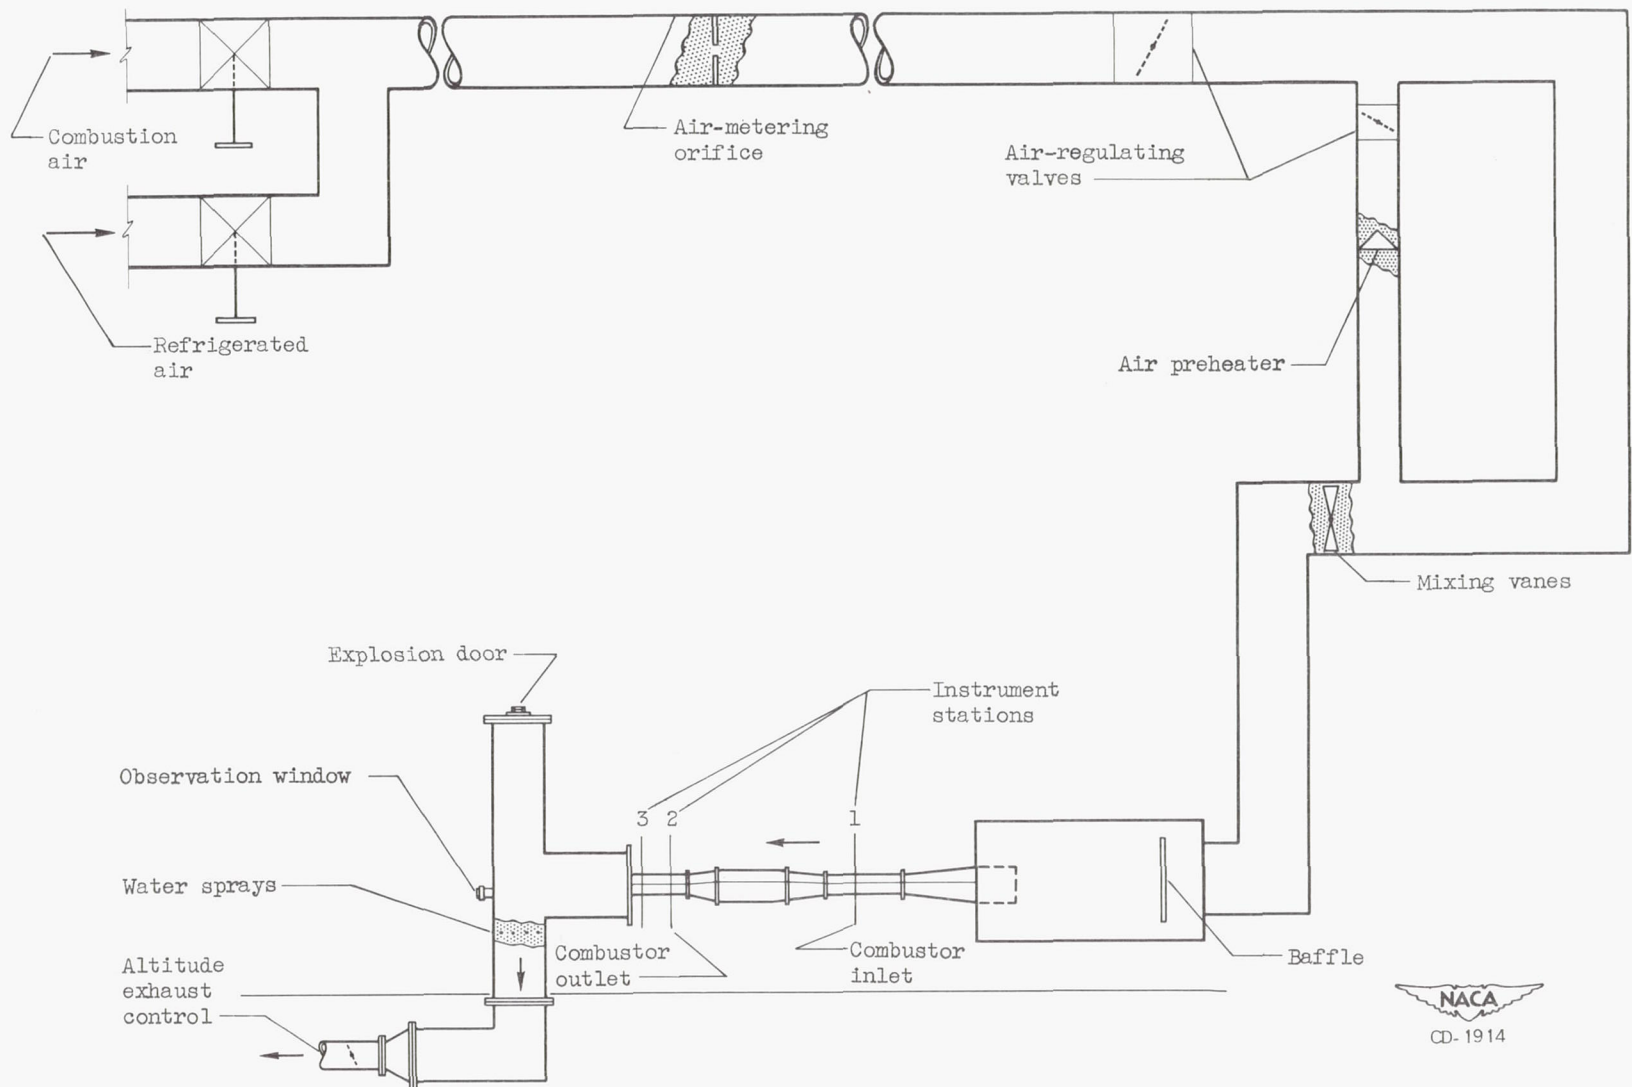 Combustion
air
Air-metering
orifice
Air-regulating
valves
Refrigerated
air
Air preheater
Mixing vanes
Explosion door
Instrument
stations
Observation window
3 2 1
Water sprays
Combustor
outlet
Combustor
inlet
Baffle
Altitude
exhaust
control
NACA
CD-1914